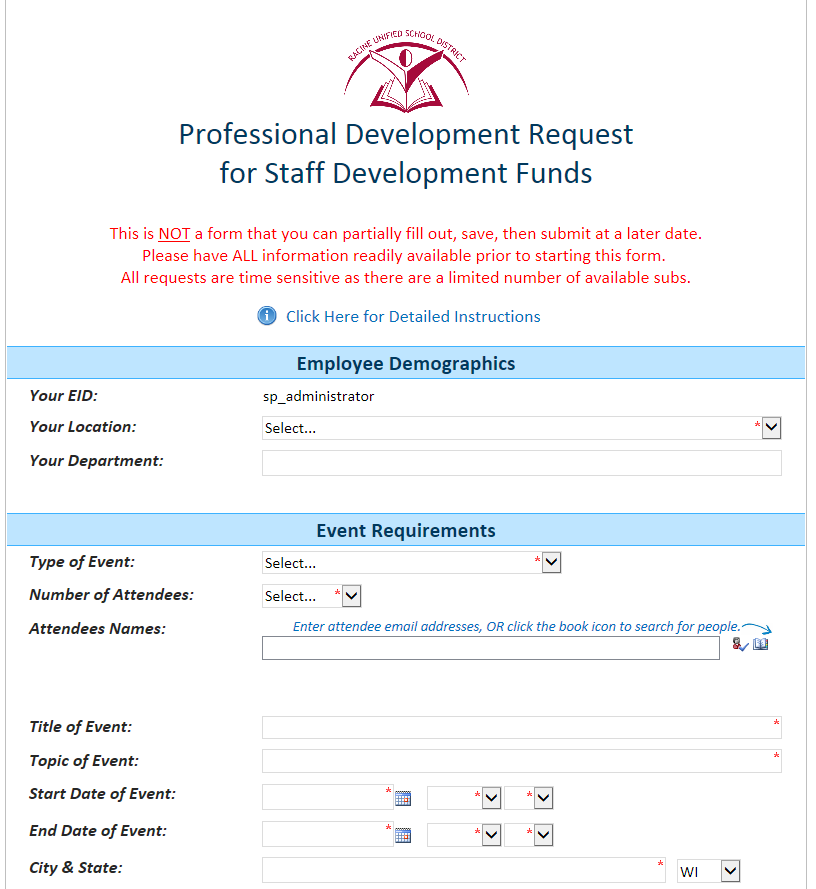 RACINE UNIFIED SCHOOL DISTRICT
Professional Development Request
for Staff Development Funds
This is NOT a form that you can partially fill out, save, then submit at a later date.
Please have ALL information readily available prior to starting this form.
All requests are time sensitive as there are a limited number of available subs.
Click Here for Detailed Instructions
Employee Demographics
Your EID: sp_administrator
Your Location: Select... *
Your Department:
Event Requirements
Type of Event: Select... *
Number of Attendees: Select... *
Enter attendee email addresses, OR click the book icon to search for people.
Attendees Names:
Title of Event: *
Topic of Event: *
Start Date of Event: * * *
End Date of Event: * * *
City & State: * WI